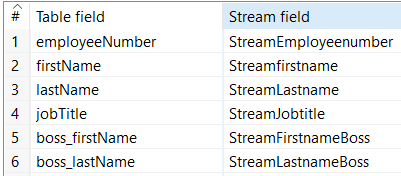 # Table field Stream field
1 employeeNumber StreamEmployeenumber
2 firstName Streamfirstname
3 lastName StreamLastname
4 jobTitle StreamJobtitle
5 boss_firstName StreamFirstnameBoss
6 boss_lastName StreamLastnameBoss